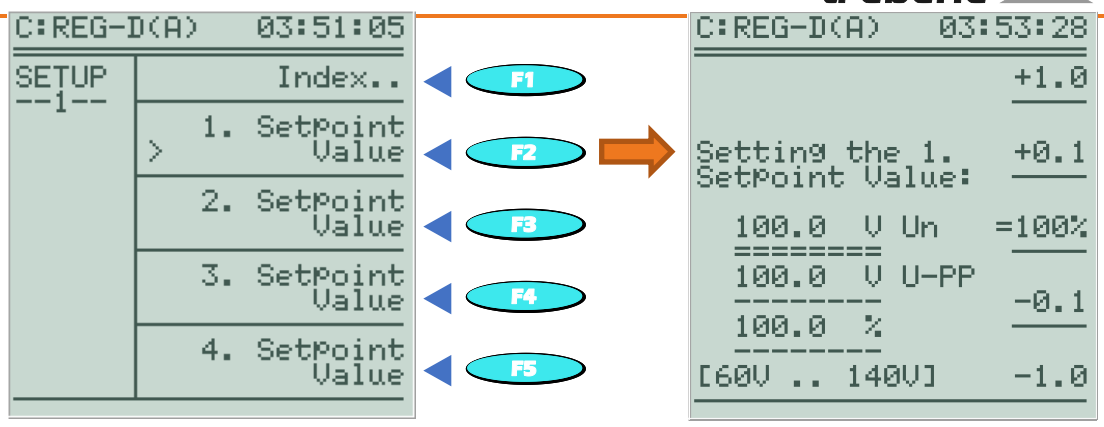 C:REG-D(A) 03:51:05
SETUP
--1--
Index..
1. Setpoint
> Value
2. Setpoint
Value
3. Setpoint
Value
4. Setpoint
Value
F1
F2
F3
F4
F5
C:REG-D(A) 03:53:28
+1.0
Setting the 1. +0.1
SetPoint Value:
100.0 V Un =100%
100.0 V U-PP
-0.1
100.0 %
[60V .. 140V] -1.0